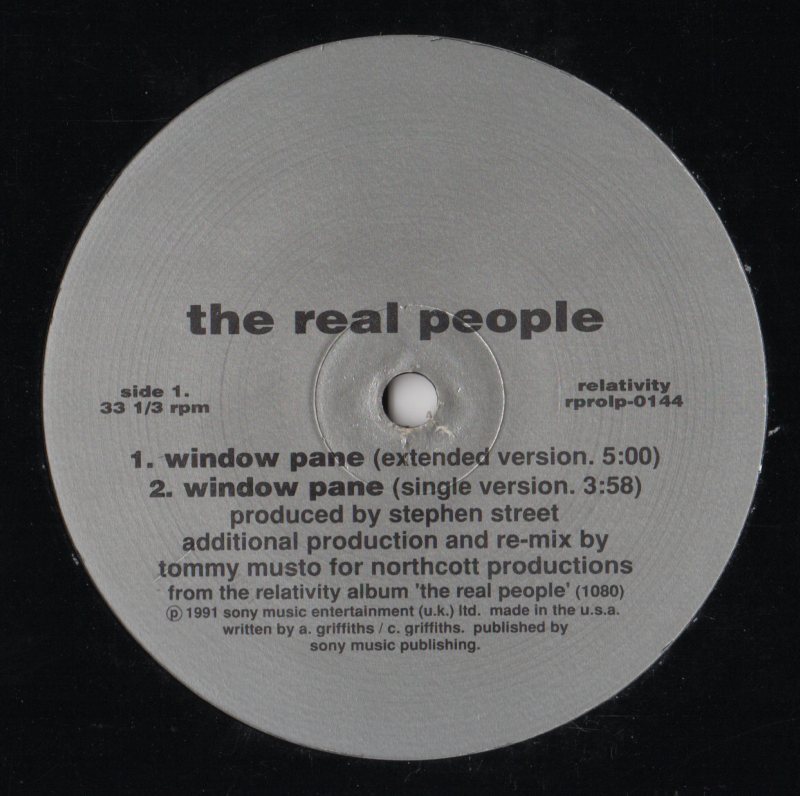 the real people
side 1.
33 1/3 rpm
relativity
rprolp-0144
1. window pane (extended version. 5:00)
2. window pane (single version. 3:58)
produced by stephen street
additional production and re-mix by
tommy musto for northcott productions
from the relativity album 'the real people' (1080)
℗ 1991 sony music entertainment (u.k.) ltd. made in the u.s.a.
written by a. griffiths / c. griffiths. published by
sony music publishing.